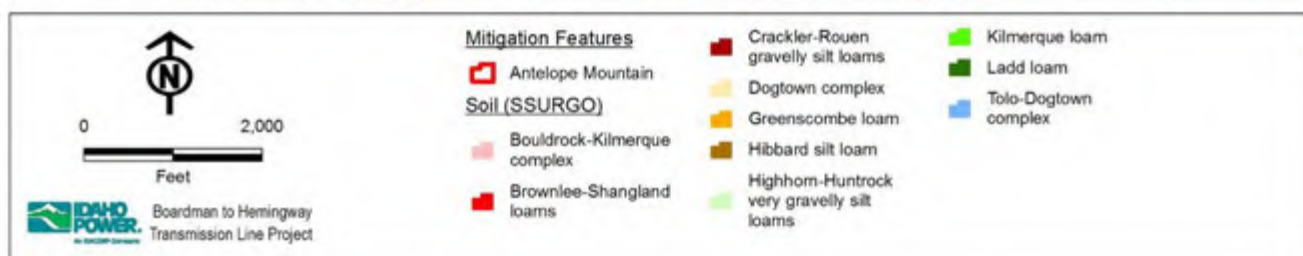 N
0 2,000
Feet
IDAHO
POWER.
An IDACORP Company
Boardman to Hemingway
Transmission Line Project
Mitigation Features
Antelope Mountain
Soil (SSURGO)
Bouldrock-Kilmerque
complex
Brownlee-Shangland
loams
Crackler-Rouen
gravelly silt loams
Dogtown complex
Greenscombe loam
Hibbard silt loam
Highhorn-Huntrock
very gravelly silt
loams
Kilmerque loam
Ladd loam
Tolo-Dogtown
complex